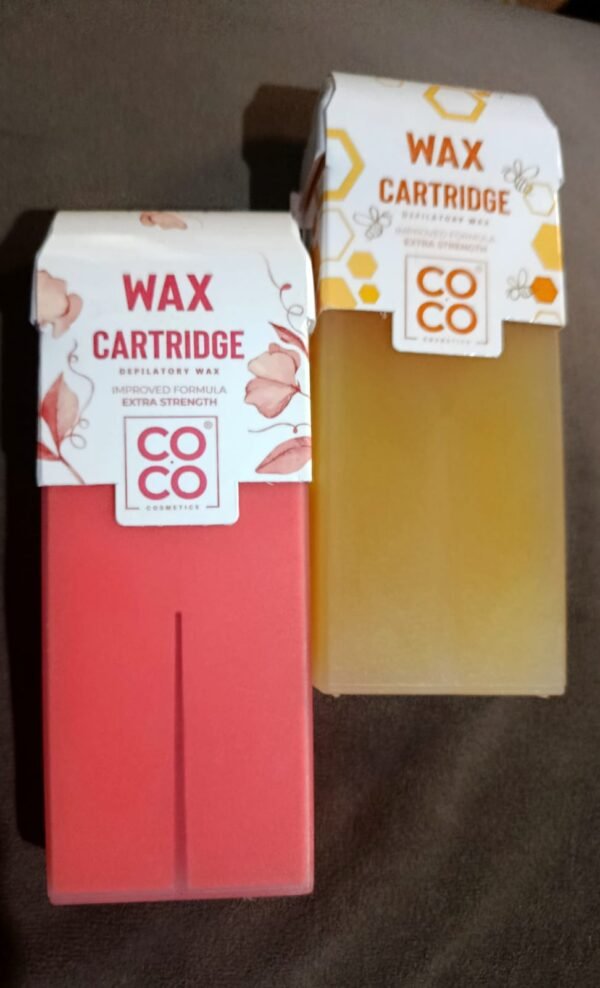 WAX
CARTRIDGE
DEPILATORY WAX
IMPROVED FORMULA
EXTRA STRENGTH
CO
CO
®
COSMETICS
WAX
CARTRIDGE
DEPILATORY WAX
IMPROVED FORMULA
EXTRA STRENGTH
CO
CO
®
COSMETICS